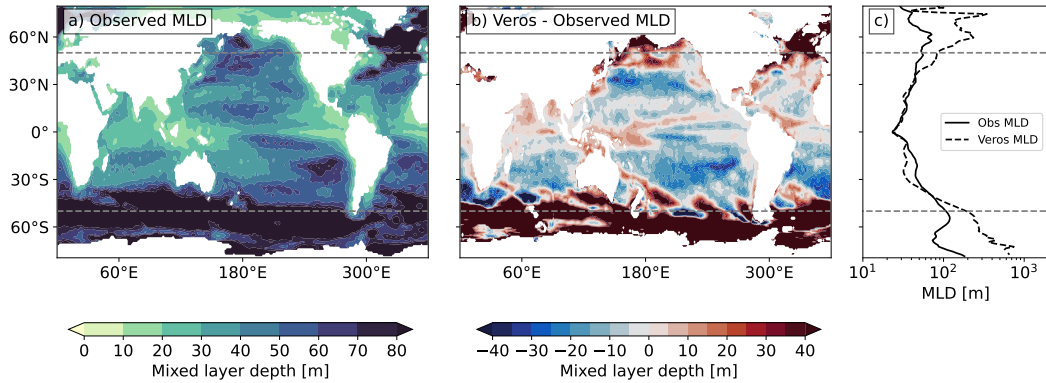 a) Observed MLD
b) Veros - Observed MLD
c)
60°N
30°N
0°
30°S
60°S
60°E 180°E 300°E
60°E 180°E 300°E
Obs MLD
Veros MLD
10¹ 10² 10³
MLD [m]
0 10 20 30 40 50 60 70 80
Mixed layer depth [m]
−40 −30 −20 −10 0 10 20 30 40
Mixed layer depth [m]